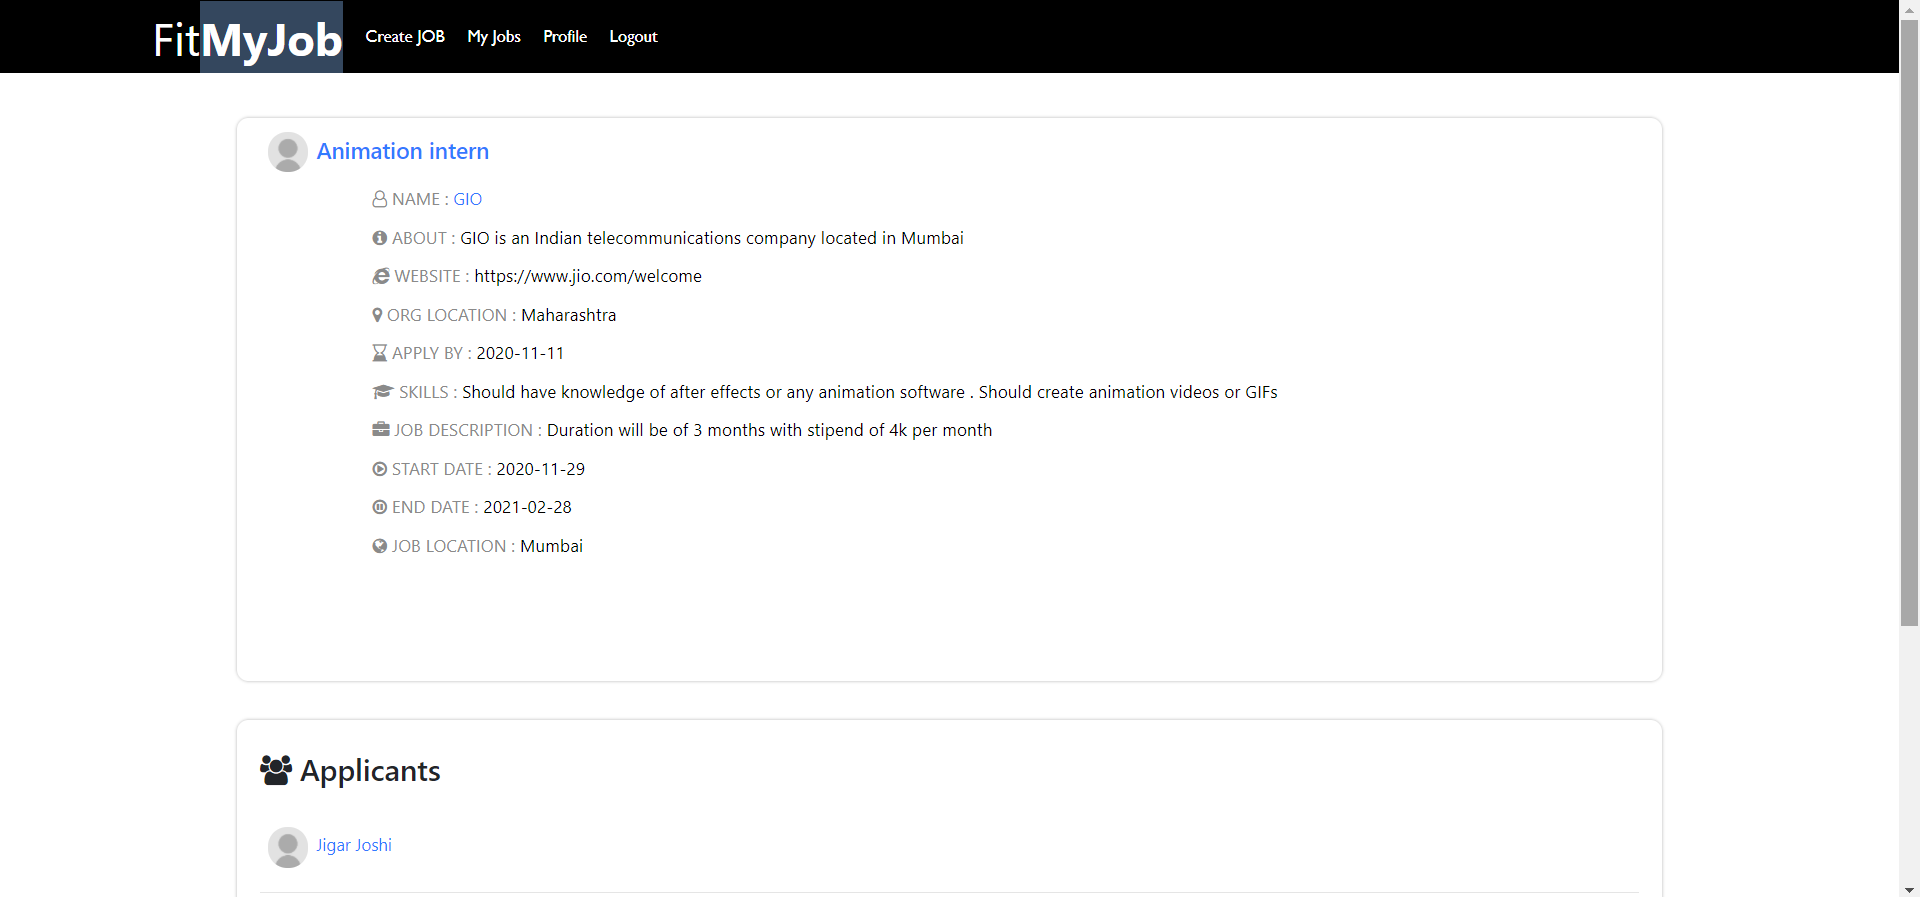 FitMyJob Create JOB My Jobs Profile Logout
Animation intern
NAME : GIO
ABOUT : GIO is an Indian telecommunications company located in Mumbai
WEBSITE : https://www.jio.com/welcome
ORG LOCATION : Maharashtra
APPLY BY : 2020-11-11
SKILLS : Should have knowledge of after effects or any animation software . Should create animation videos or GIFs
JOB DESCRIPTION : Duration will be of 3 months with stipend of 4k per month
START DATE : 2020-11-29
END DATE : 2021-02-28
JOB LOCATION : Mumbai
Applicants
Jigar Joshi